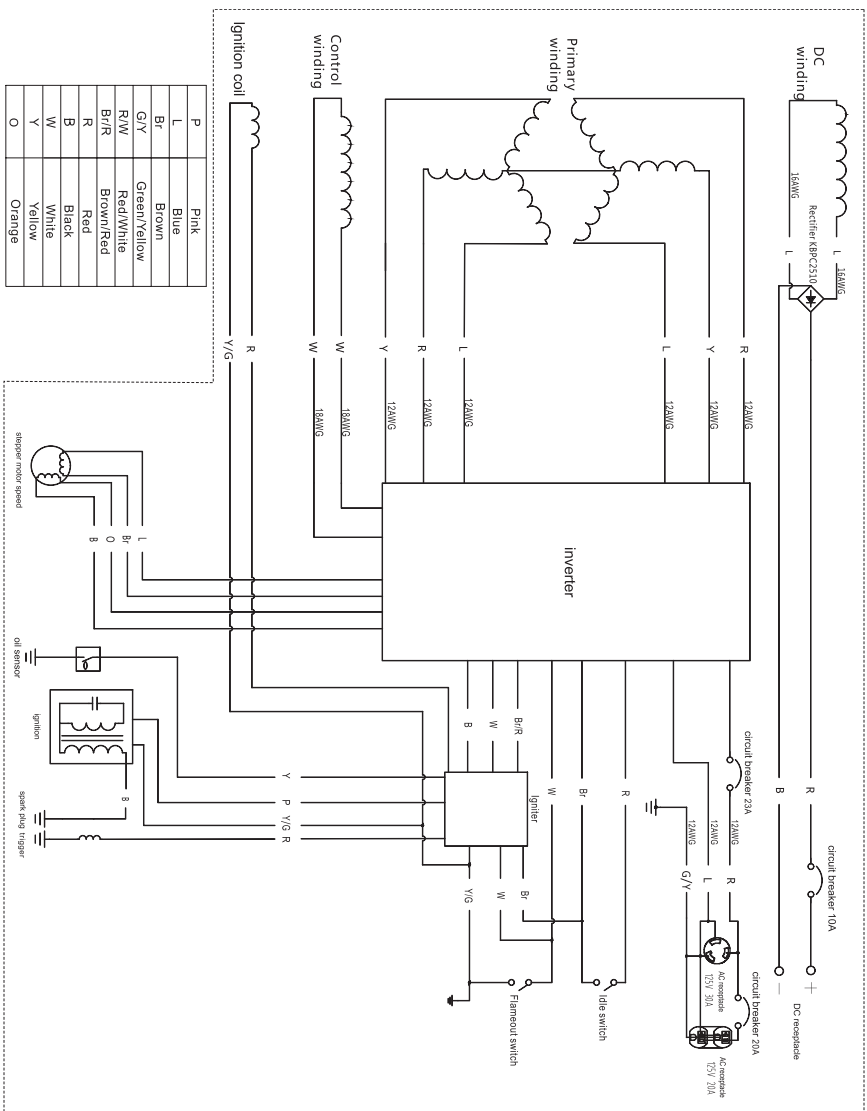 DC
winding
16AWG
L
16AWG
L
Rectifier KBPC2510
R
B
circuit breaker 10A
+
—
DC receptacle
Primary
winding
R
12AWG
Y
12AWG
L
12AWG
L
12AWG
R
12AWG
Y
12AWG
inverter
circuit breaker 23A
12AWG
R
12AWG
L
12AWG
G/Y
circuit breaker 20A
AC receptacle
125V 30A
AC receptacle
125V 20A
R
Br
W
Idle switch
Flameout switch
Control
winding
W
18AWG
W
18AWG
Br/R
W
B
Igniter
Br
W
Y/G
Ignition coil
R
Y/G
L
Br
O
B
stepper motor speed
Y
P
Y/G
R
oil sensor
ignition
B
spark plug trigger
P Pink
L Blue
Br Brown
G/Y Green/Yellow
R/W Red/White
Br/R Brown/Red
R Red
B Black
W White
Y Yellow
O Orange